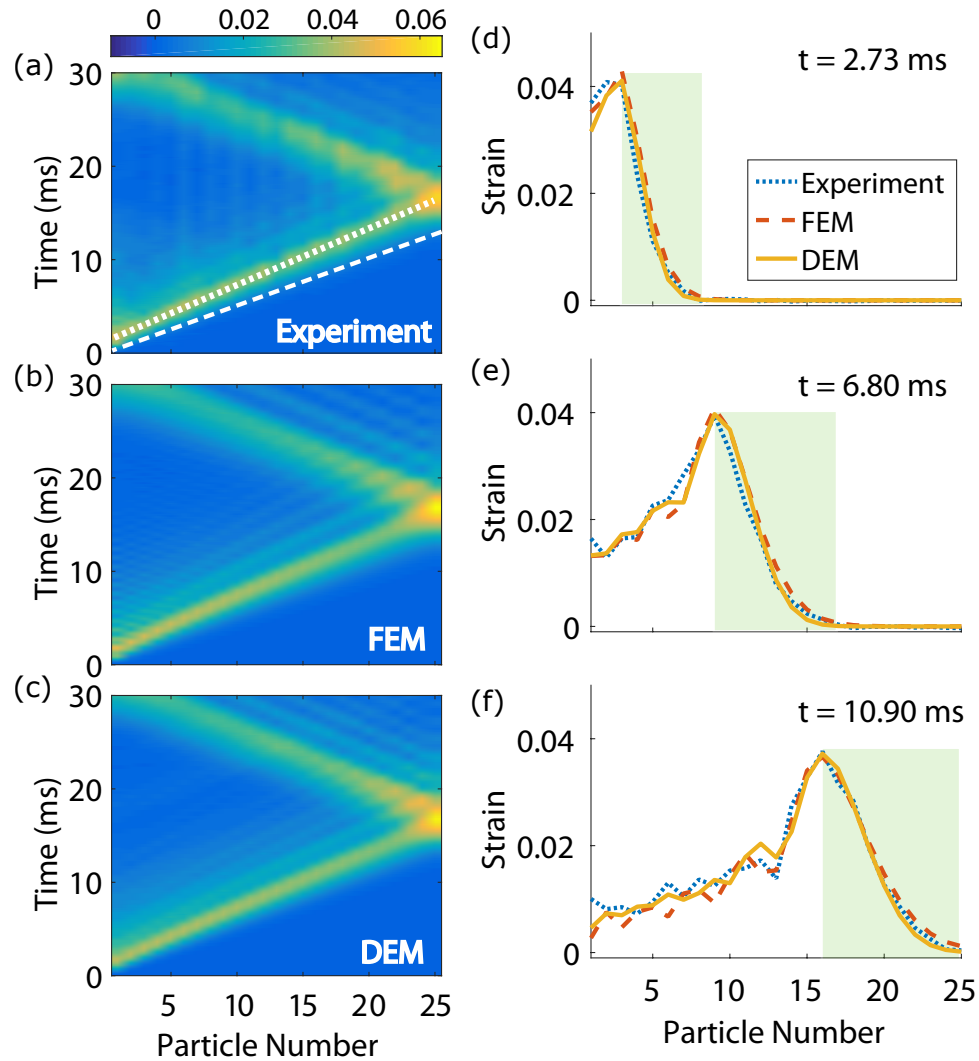 0 0.02 0.04 0.06
(a)
30
20
10
0
Time (ms)
Experiment
(b)
30
20
10
0
Time (ms)
FEM
(c)
30
20
10
0
Time (ms)
DEM
5 10 15 20 25
Particle Number
(d)
t = 2.73 ms
0.04
0.02
0
Strain
Experiment
FEM
DEM
(e)
t = 6.80 ms
0.04
0.02
0
Strain
(f)
t = 10.90 ms
0.04
0.02
0
Strain
5 10 15 20 25
Particle Number